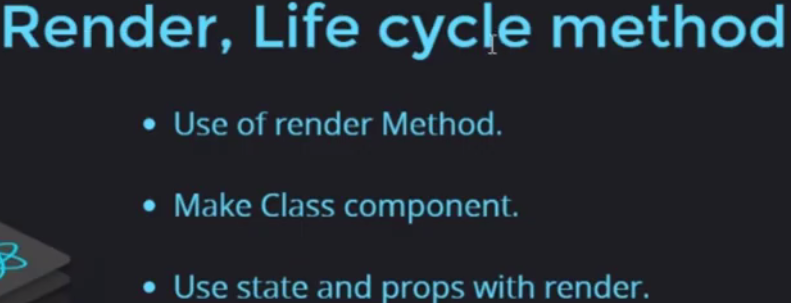 Render, Life cycle method
• Use of render Method.
• Make Class component.
• Use state and props with render.